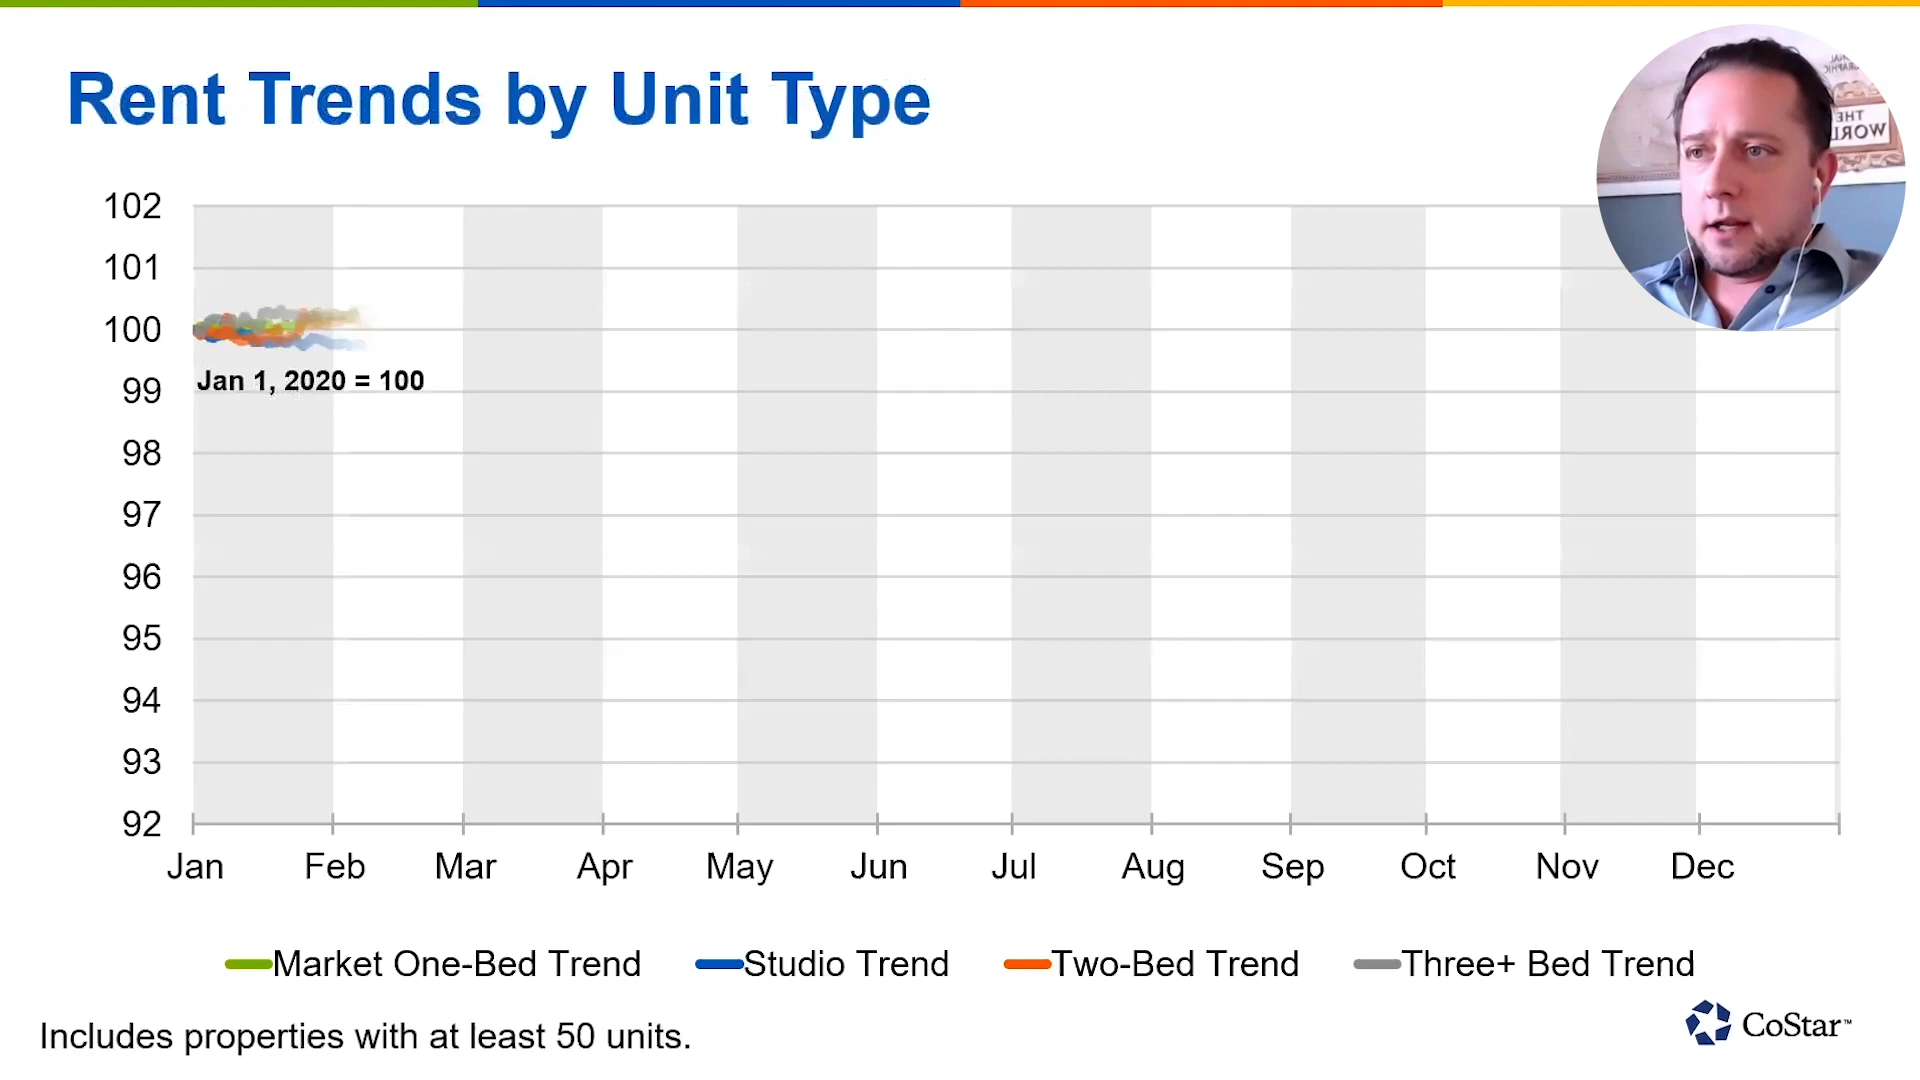 Rent Trends by Unit Type
THE
WORL
102
101
100
99
98
97
96
95
94
93
92
Jan 1, 2020 = 100
Jan Feb Mar Apr May Jun Jul Aug Sep Oct Nov Dec
Market One-Bed Trend Studio Trend Two-Bed Trend Three+ Bed Trend
Includes properties with at least 50 units.
CoStar™